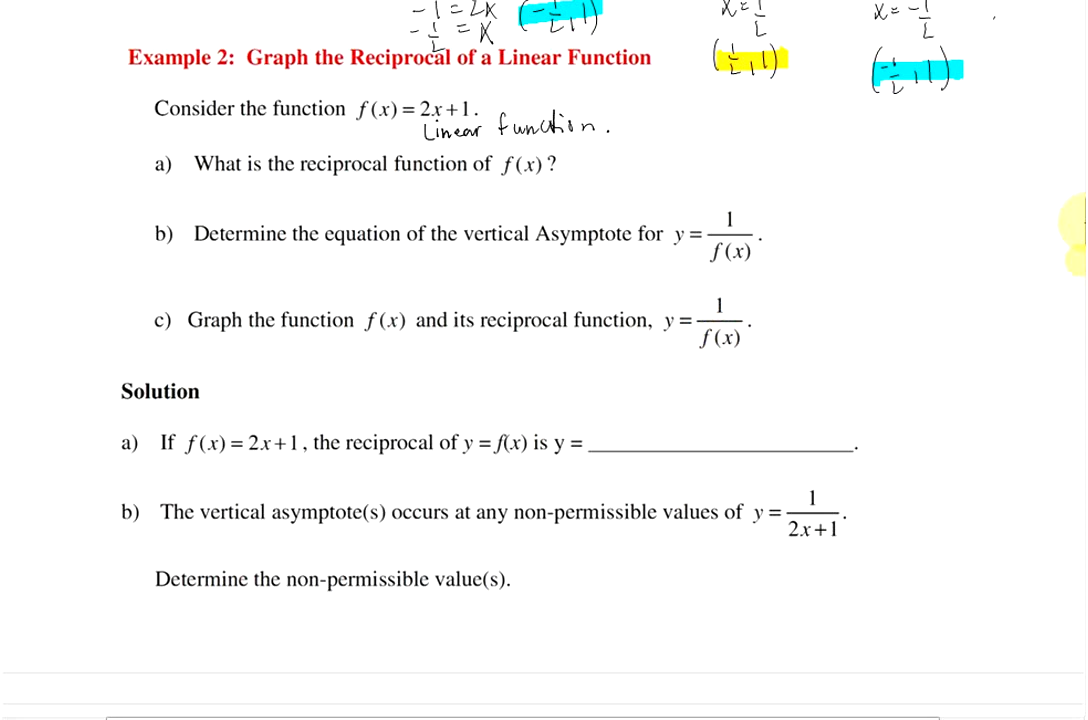 -1 = 2x (-1/2, 1)
-1/2 = x
x = 1/2
(1/2, 1)
x = -1/2
(-1/2, 1)
Example 2: Graph the Reciprocal of a Linear Function
Consider the function f(x) = 2x+1.
Linear function.
a) What is the reciprocal function of f(x)?
b) Determine the equation of the vertical Asymptote for y = 1/f(x).
c) Graph the function f(x) and its reciprocal function, y = 1/f(x).
Solution
a) If f(x) = 2x+1, the reciprocal of y = f(x) is y = ____________________.
b) The vertical asymptote(s) occurs at any non-permissible values of y = 1/2x+1.
Determine the non-permissible value(s).